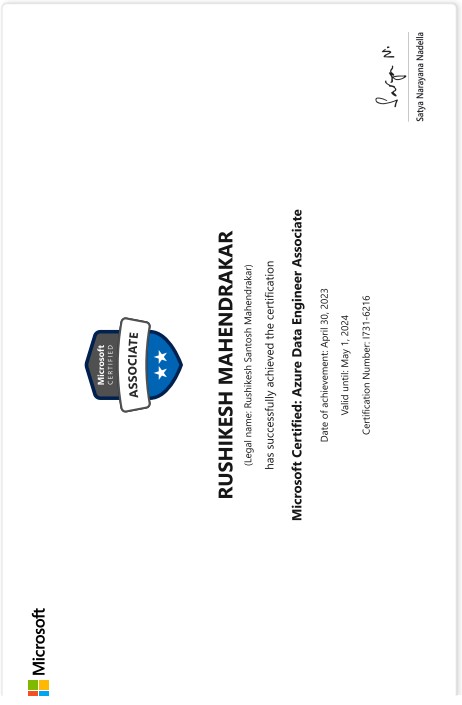 Microsoft
Microsoft
CERTIFIED
ASSOCIATE
RUSHIKESH MAHENDRAKAR
(Legal name: Rushikesh Santosh Mahendrakar)
has successfully achieved the certification
Microsoft Certified: Azure Data Engineer Associate
Date of achievement: April 30, 2023
Valid until: May 1, 2024
Certification Number: I731-6216
Satya N.
Satya Narayana Nadella